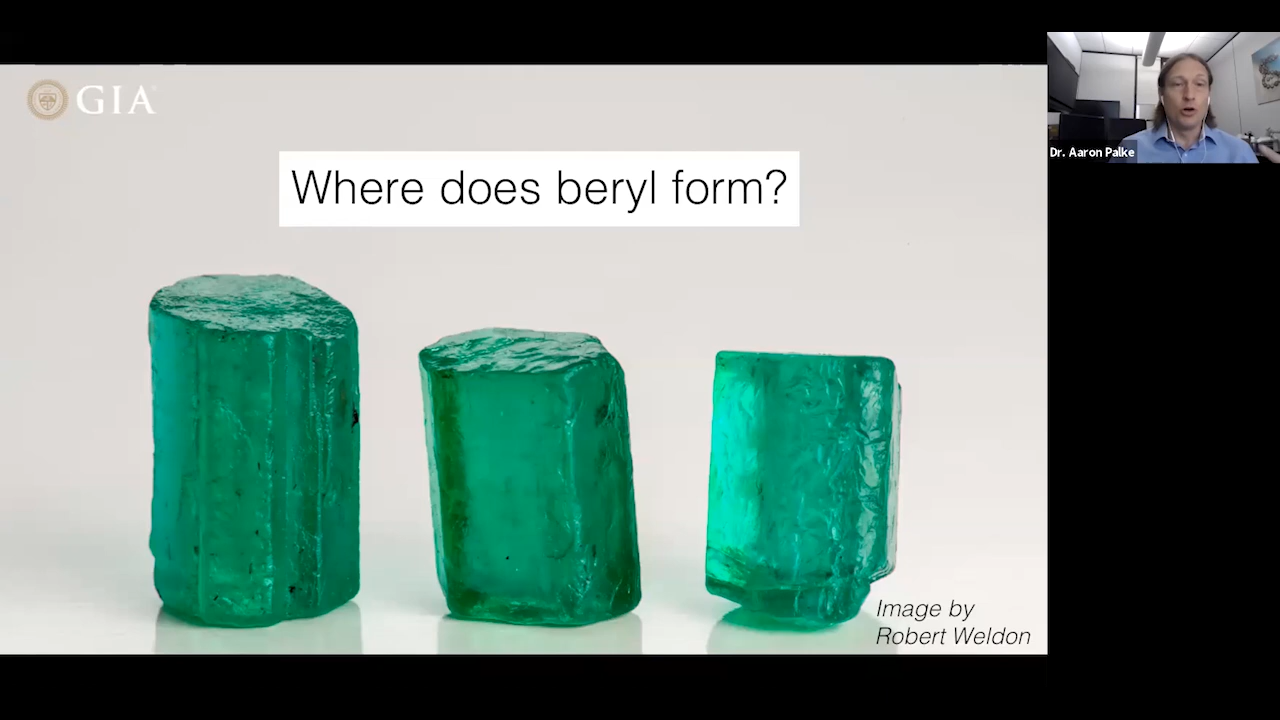 GIA
Where does beryl form?
Image by
Robert Weldon
Dr. Aaron Palke